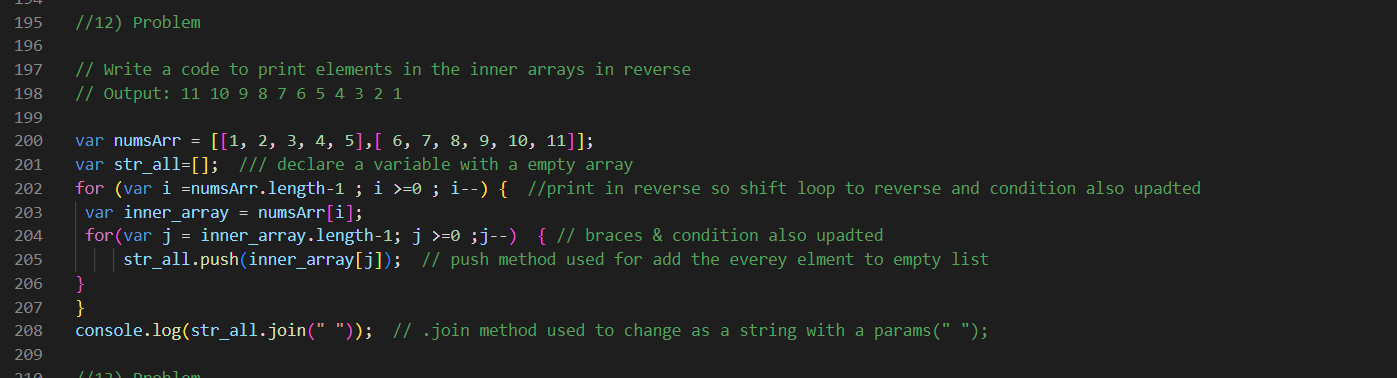 194
195 //12) Problem
196
197 // Write a code to print elements in the inner arrays in reverse
198 // Output: 11 10 9 8 7 6 5 4 3 2 1
199
200 var numsArr = [[1, 2, 3, 4, 5],[ 6, 7, 8, 9, 10, 11]];
201 var str_all=[];  /// declare a variable with a empty array
202 for (var i =numsArr.length-1 ; i >=0 ; i--) {  //print in reverse so shift loop to reverse and condition also upadted
203  var inner_array = numsArr[i];
204  for(var j = inner_array.length-1; j >=0 ;j--)  { // braces & condition also upadted
205      str_all.push(inner_array[j]);  // push method used for add the everey elment to empty list
206 }
207 }
208 console.log(str_all.join(" "));  // .join method used to change as a string with a params(" ");
209
210 //13) Problem